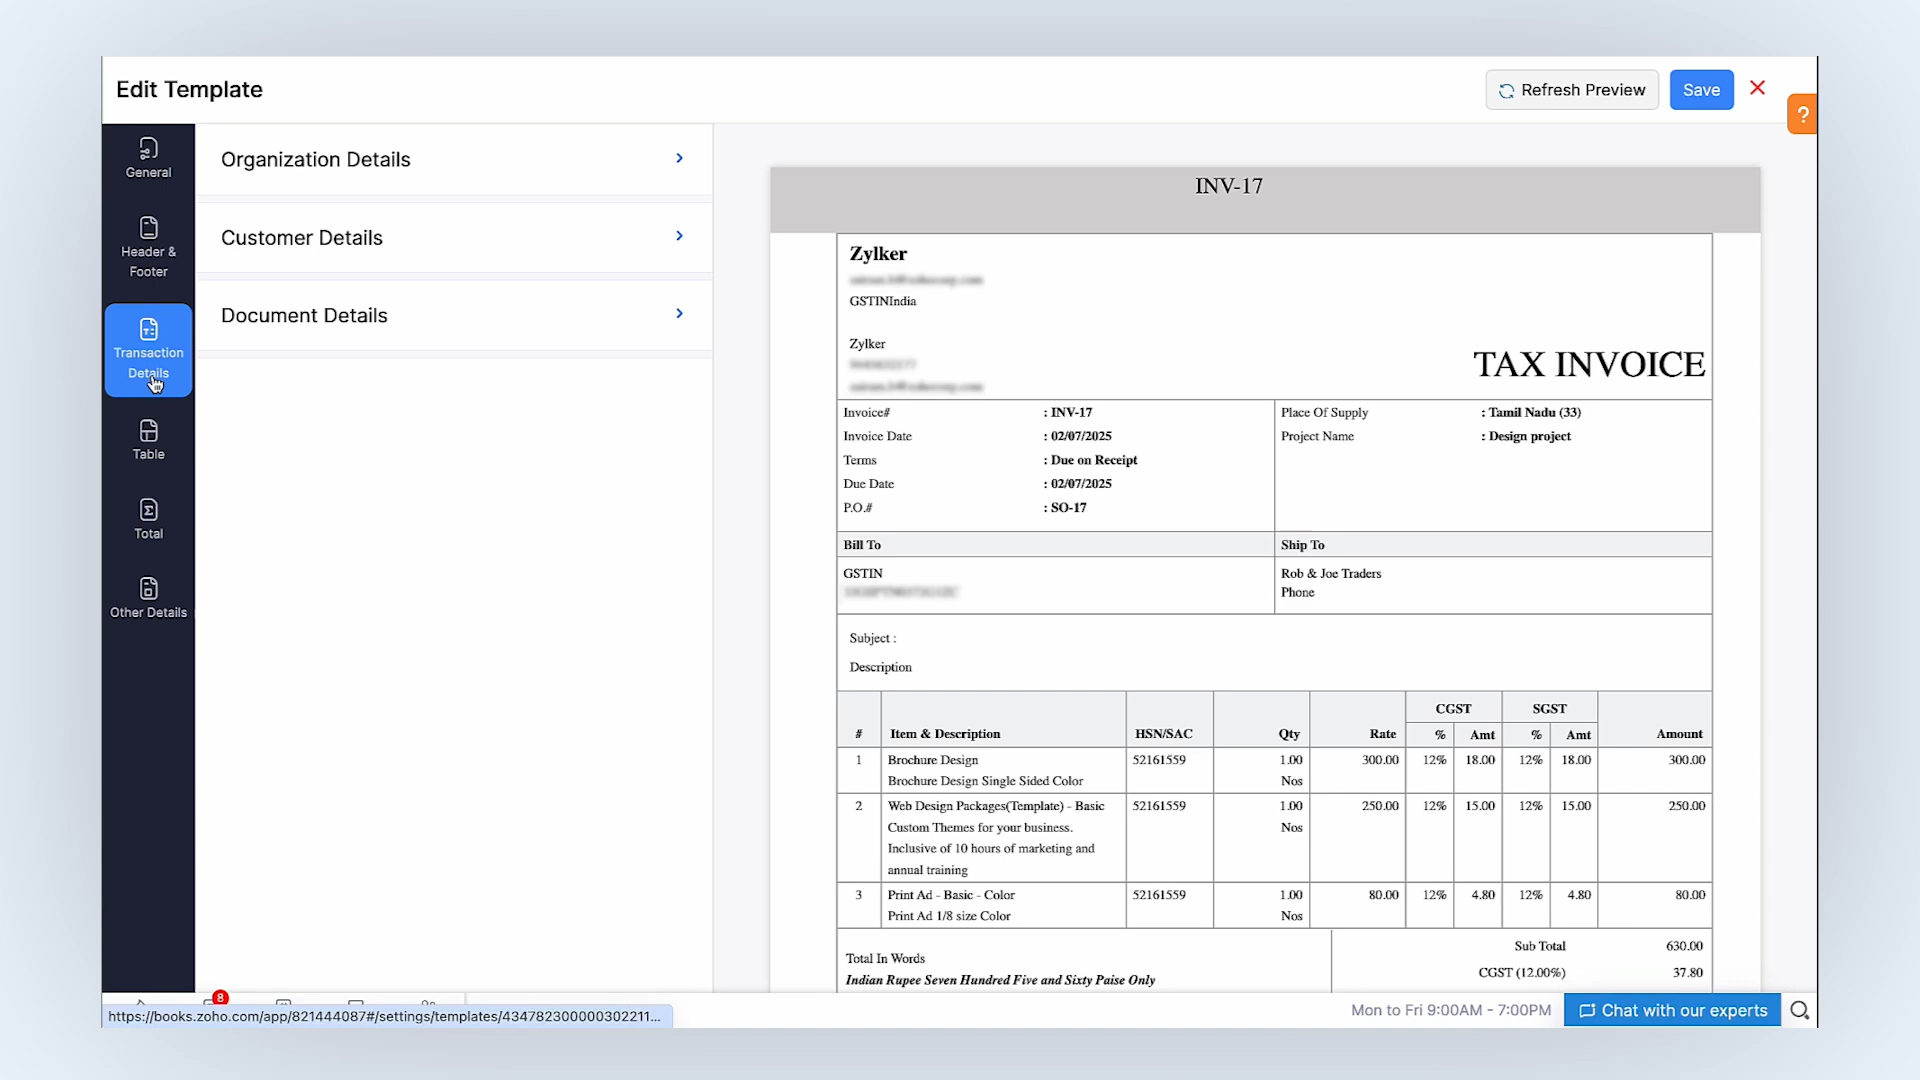 Edit Template
Refresh Preview
Save
?
General
Header &
Footer
Transaction
Details
Table
Total
Other Details
Organization Details
Customer Details
Document Details
INV-17
Zylker
GSTINIndia
Zylker
TAX INVOICE
Invoice# : INV-17
Invoice Date : 02/07/2025
Terms : Due on Receipt
Due Date : 02/07/2025
P.O.# : SO-17
Place Of Supply : Tamil Nadu (33)
Project Name : Design project
Bill To
Ship To
GSTIN
Rob & Joe Traders
Phone
Subject :
Description
CGST SGST
# Item & Description HSN/SAC Qty Rate % Amt % Amt Amount
1 Brochure Design 52161559 1.00 300.00 12% 18.00 12% 18.00 300.00
Brochure Design Single Sided Color Nos
2 Web Design Packages(Template) - Basic 52161559 1.00 250.00 12% 15.00 12% 15.00 250.00
Custom Themes for your business. Nos
Inclusive of 10 hours of marketing and
annual training
3 Print Ad - Basic - Color 52161559 1.00 80.00 12% 4.80 12% 4.80 80.00
Print Ad 1/8 size Color Nos
Total In Words
Indian Rupee Seven Hundred Five and Sixty Paise Only
Sub Total 630.00
CGST (12.00%) 37.80
8
https://books.zoho.com/app/821444087#/settings/templates/434782300000302211...
Mon to Fri 9:00AM - 7:00PM
Chat with our experts